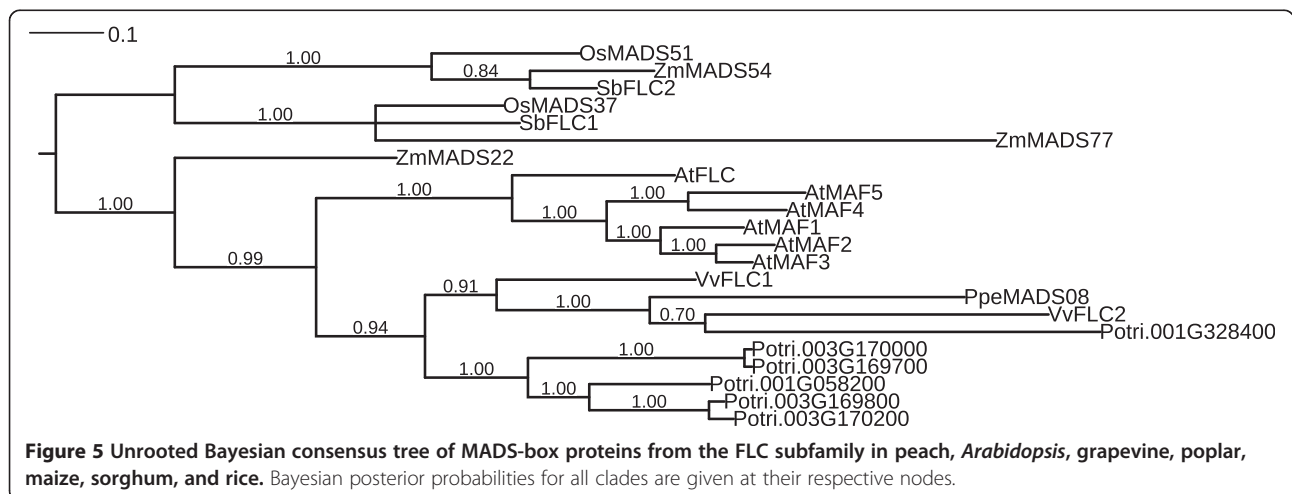 0.1
OsMADS51
1.00
ZmMADS54
0.84
SbFLC2
OsMADS37
1.00
SbFLC1
ZmMADS77
ZmMADS22
AtFLC
1.00
AtMAF5
1.00
AtMAF4
1.00
1.00
AtMAF1
1.00
AtMAF2
1.00
AtMAF3
0.99
VvFLC1
0.91
PpeMADS08
1.00
VvFLC2
0.70
Potri.001G328400
0.94
Potri.003G170000
1.00
Potri.003G169700
1.00
Potri.001G058200
1.00
Potri.003G169800
1.00
Potri.003G170200
Figure 5 Unrooted Bayesian consensus tree of MADS-box proteins from the FLC subfamily in peach, Arabidopsis, grapevine, poplar,
maize, sorghum, and rice. Bayesian posterior probabilities for all clades are given at their respective nodes.